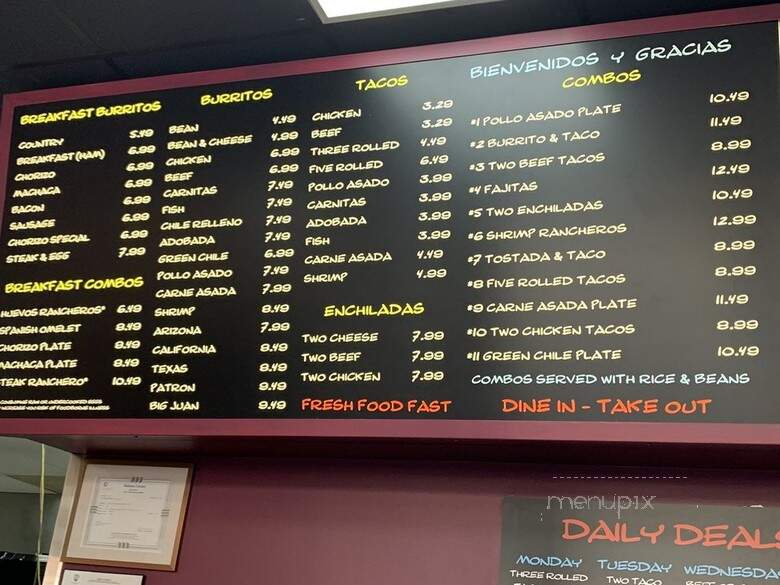 BIENVENIDOS Y GRACIAS
BREAKFAST BURRITOS
COUNTRY 5.49
BREAKFAST (HAM) 6.99
CHORIZO 6.99
MACHACA 6.99
BACON 6.99
SAUSAGE 6.99
CHORIZO SPECIAL 6.99
STEAK & EGG 7.99
BREAKFAST COMBOS
HUEVOS RANCHEROS* 6.49
SPANISH OMELET 8.49
CHORIZO PLATE 8.49
MACHACA PLATE 8.49
STEAK RANCHERO* 10.49
BURRITOS
BEAN 4.49
BEAN & CHEESE 4.99
CHICKEN 6.99
BEEF 6.99
CARNITAS 7.49
FISH 7.49
CHILE RELLENO 7.49
ADOBADA 7.49
GREEN CHILE 6.99
POLLO ASADO 7.49
CARNE ASADA 7.99
SHRIMP 8.49
ARIZONA 7.99
CALIFORNIA 8.49
TEXAS 8.49
PATRON 9.49
BIG JUAN 9.49
TACOS
CHICKEN 3.29
BEEF 3.29
THREE ROLLED 4.49
FIVE ROLLED 6.49
POLLO ASADO 3.99
CARNITAS 3.99
ADOBADA 3.99
FISH 3.99
CARNE ASADA 4.49
SHRIMP 4.99
ENCHILADAS
TWO CHEESE 7.99
TWO BEEF 7.99
TWO CHICKEN 7.99
FRESH FOOD FAST
COMBOS
#1 POLLO ASADO PLATE 10.49
#2 BURRITO & TACO 11.49
#3 TWO BEEF TACOS 8.99
#4 FAJITAS 12.49
#5 TWO ENCHILADAS 10.49
#6 SHRIMP RANCHEROS 12.99
#7 TOSTADA & TACO 8.99
#8 FIVE ROLLED TACOS 8.99
#9 CARNE ASADA PLATE 11.49
#10 TWO CHICKEN TACOS 8.99
#11 GREEN CHILE PLATE 10.49
COMBOS SERVED WITH RICE & BEANS
DINE IN - TAKE OUT
menupix
DAILY DEALS
MONDAY TUESDAY WEDNESDAY
THREE ROLLED TWO TACO